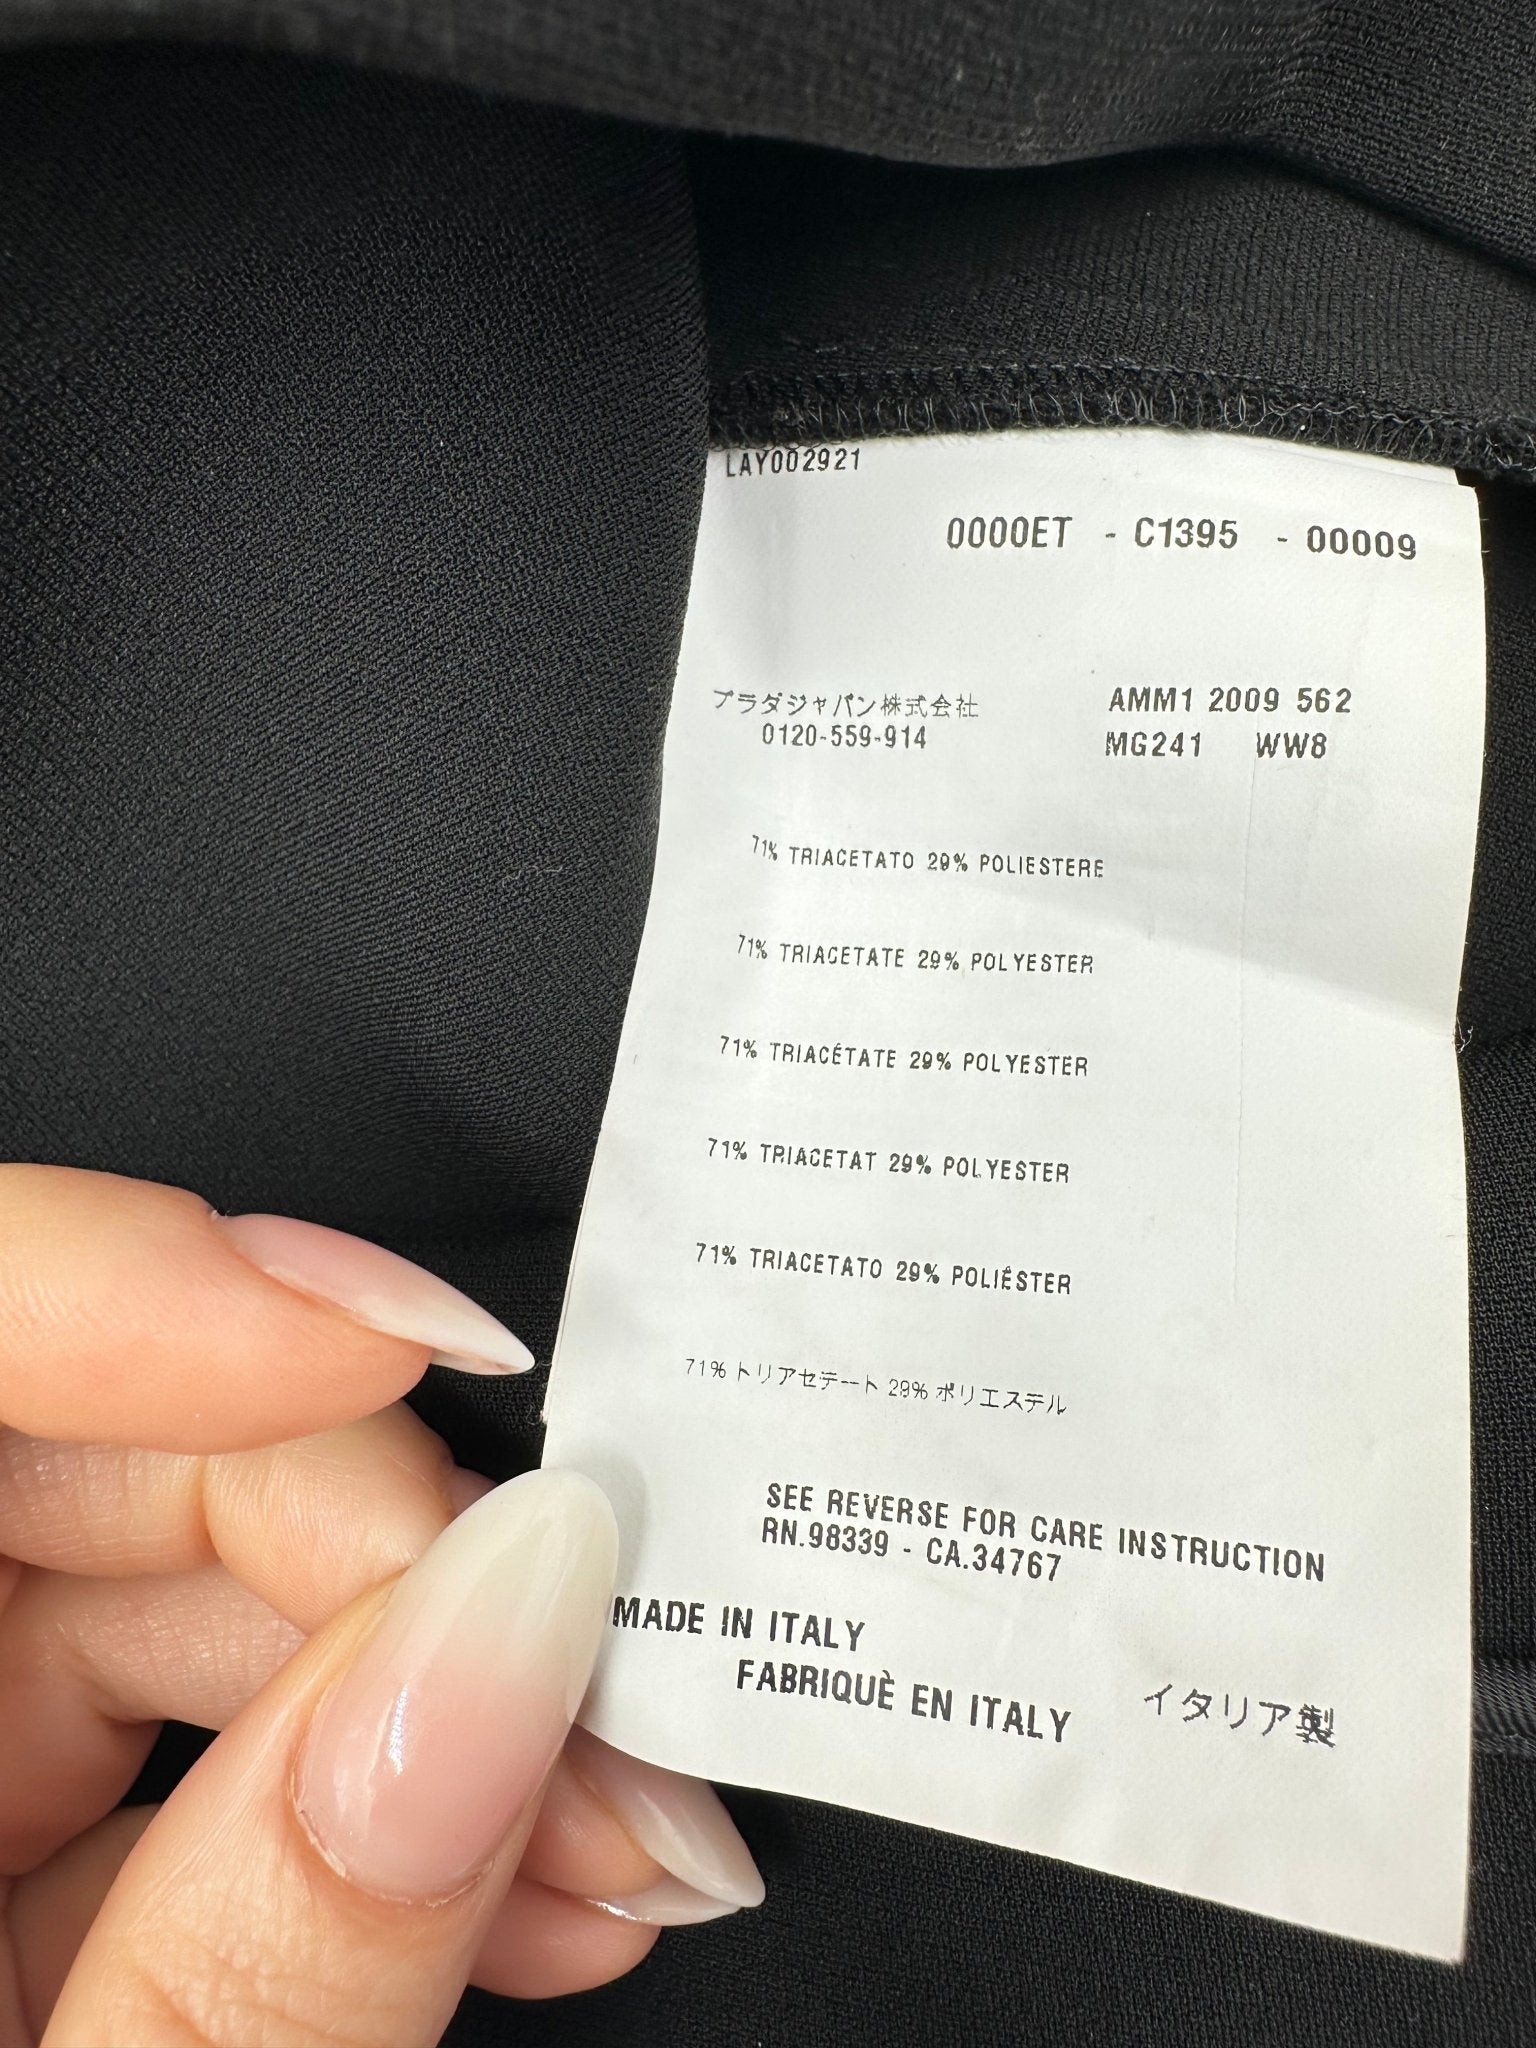 LAY002921
0000ET - C1395 - 00009
プラダジャパン株式会社
0120-559-914
AMM1 2009 562
MG241 WW8
71% TRIACETATO 29% POLIESTERE
71% TRIACETATE 29% POLYESTER
71% TRIACÉTATE 29% POLYESTER
71% TRIACETAT 29% POLYESTER
71% TRIACETATO 29% POLIÉSTER
71% トリアセテート 29% ポリエステル
SEE REVERSE FOR CARE INSTRUCTION
RN.98339 - CA.34767
MADE IN ITALY
FABRIQUÈ EN ITALY
イタリア製